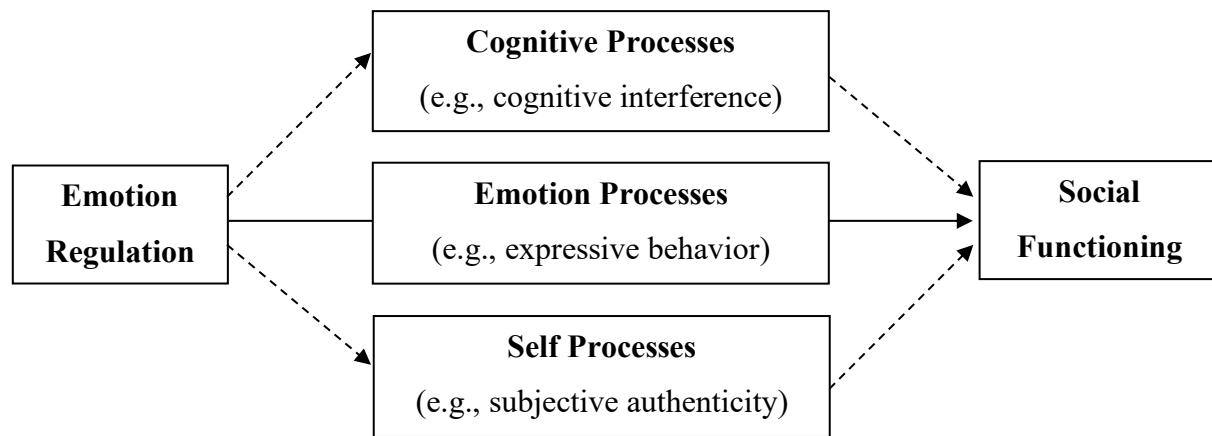 Cognitive Processes
(e.g., cognitive interference)
Emotion
Regulation
Emotion Processes
(e.g., expressive behavior)
Social
Functioning
Self Processes
(e.g., subjective authenticity)